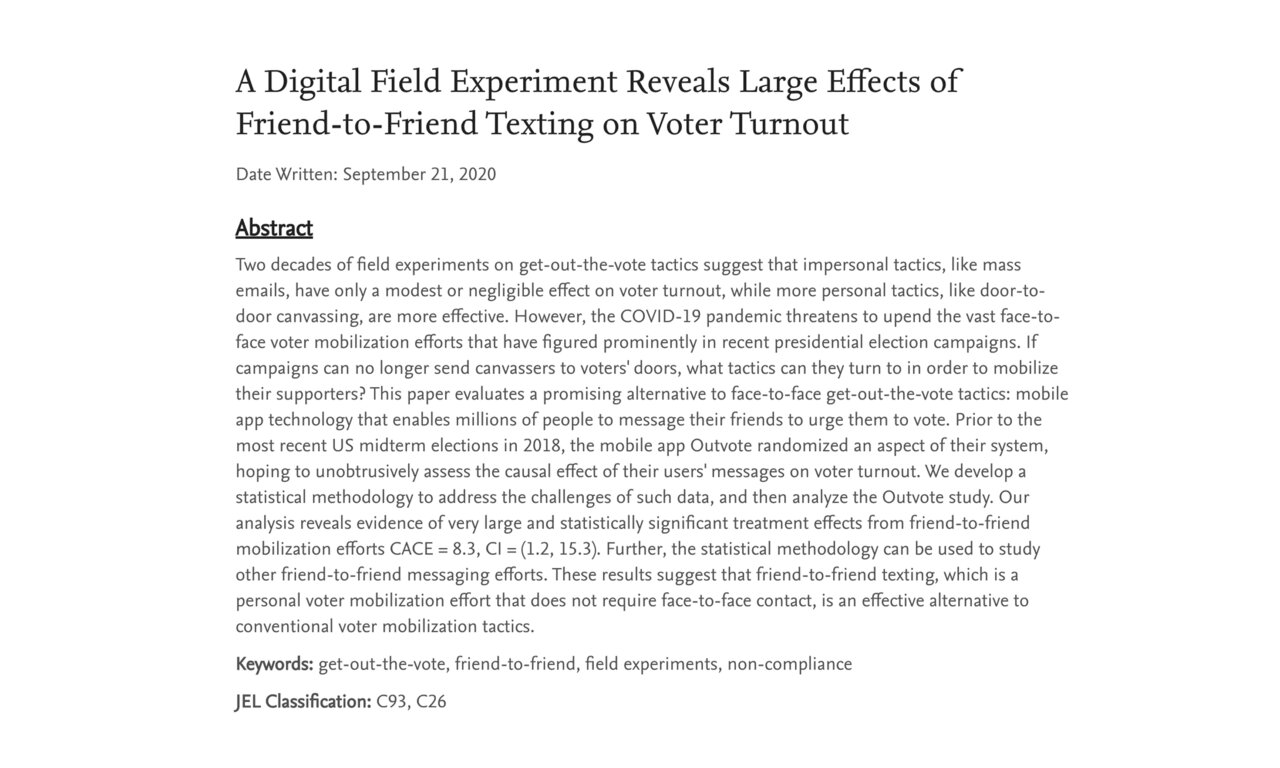 A Digital Field Experiment Reveals Large Effects of
Friend-to-Friend Texting on Voter Turnout
Date Written: September 21, 2020
Abstract
Two decades of field experiments on get-out-the-vote tactics suggest that impersonal tactics, like mass
emails, have only a modest or negligible effect on voter turnout, while more personal tactics, like door-to-
door canvassing, are more effective. However, the COVID-19 pandemic threatens to upend the vast face-to-
face voter mobilization efforts that have figured prominently in recent presidential election campaigns. If
campaigns can no longer send canvassers to voters' doors, what tactics can they turn to in order to mobilize
their supporters? This paper evaluates a promising alternative to face-to-face get-out-the-vote tactics: mobile
app technology that enables millions of people to message their friends to urge them to vote. Prior to the
most recent US midterm elections in 2018, the mobile app Outvote randomized an aspect of their system,
hoping to unobtrusively assess the causal effect of their users' messages on voter turnout. We develop a
statistical methodology to address the challenges of such data, and then analyze the Outvote study. Our
analysis reveals evidence of very large and statistically significant treatment effects from friend-to-friend
mobilization efforts CACE = 8.3, CI = (1.2, 15.3). Further, the statistical methodology can be used to study
other friend-to-friend messaging efforts. These results suggest that friend-to-friend texting, which is a
personal voter mobilization effort that does not require face-to-face contact, is an effective alternative to
conventional voter mobilization tactics.
Keywords: get-out-the-vote, friend-to-friend, field experiments, non-compliance
JEL Classification: C93, C26